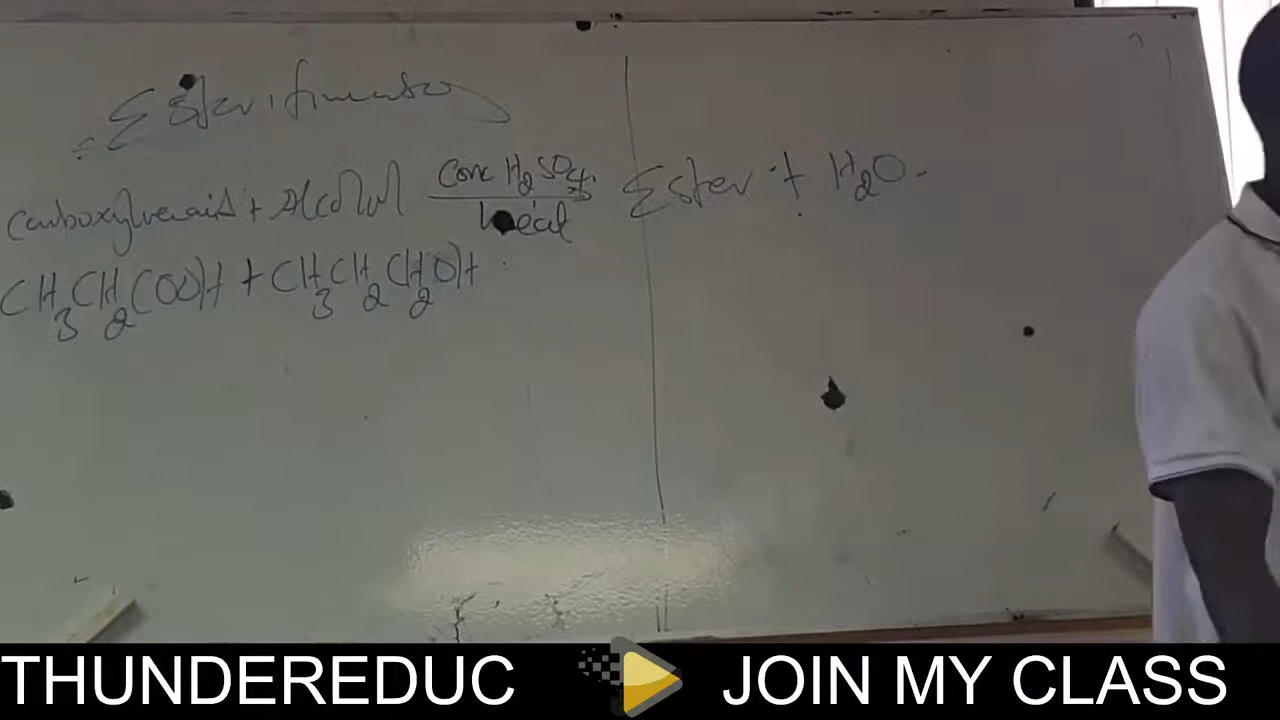 Esterification
carboxylic acid + Alcohol Conc H₂SO₄ Ester + H₂O.
heat
CH₃CH₂COOH + CH₃CH₂CH₂OH
THUNDEREDUC JOIN MY CLASS